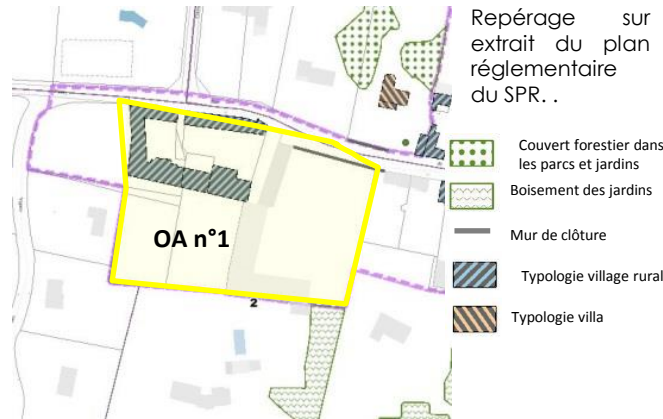 Repérage sur
extrait du plan
réglementaire
du SPR. .
Couvert forestier dans
les parcs et jardins
Boisement des jardins
Mur de clôture
Typologie village rural
Typologie villa
OA n°1
2